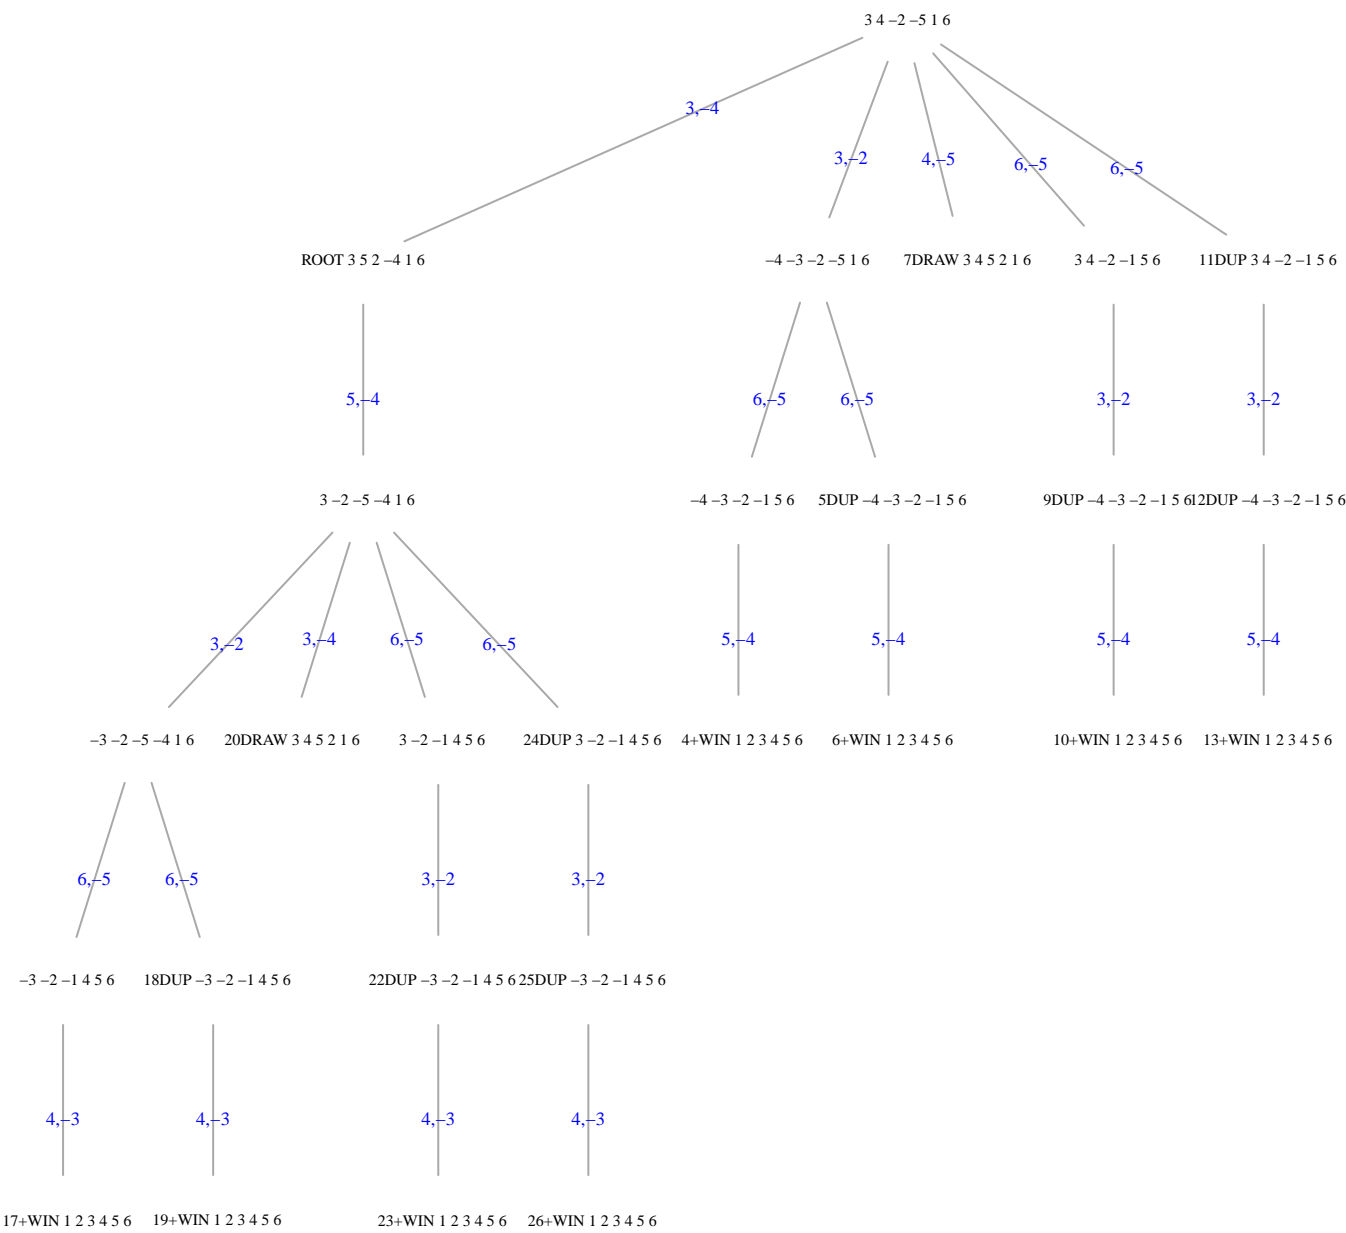 3 4 −2 −5 1 6
3,−4
3,−2
4,−5
6,−5
6,−5
ROOT 3 5 2 −4 1 6
−4 −3 −2 −5 1 6
7DRAW 3 4 5 2 1 6
3 4 −2 −1 5 6
11DUP 3 4 −2 −1 5 6
5,−4
6,−5
6,−5
3,−2
3,−2
3 −2 −5 −4 1 6
−4 −3 −2 −1 5 6
5DUP −4 −3 −2 −1 5 6
9DUP −4 −3 −2 −1 5 6
12DUP −4 −3 −2 −1 5 6
3,−2
3,−4
6,−5
6,−5
5,−4
5,−4
5,−4
5,−4
−3 −2 −5 −4 1 6
20DRAW 3 4 5 2 1 6
3 −2 −1 4 5 6
24DUP 3 −2 −1 4 5 6
4+WIN 1 2 3 4 5 6
6+WIN 1 2 3 4 5 6
10+WIN 1 2 3 4 5 6
13+WIN 1 2 3 4 5 6
6,−5
6,−5
3,−2
3,−2
−3 −2 −1 4 5 6
18DUP −3 −2 −1 4 5 6
22DUP −3 −2 −1 4 5 6
25DUP −3 −2 −1 4 5 6
4,−3
4,−3
4,−3
4,−3
17+WIN 1 2 3 4 5 6
19+WIN 1 2 3 4 5 6
23+WIN 1 2 3 4 5 6
26+WIN 1 2 3 4 5 6